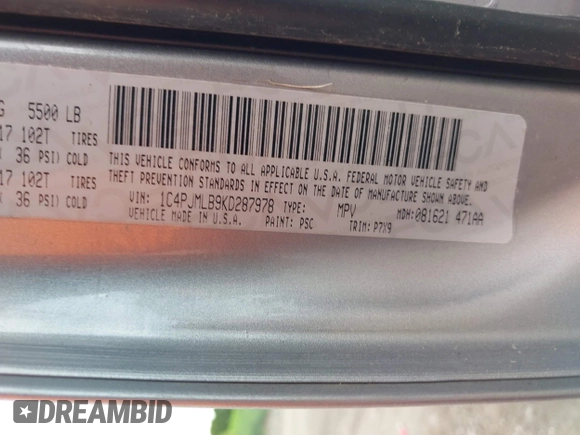 G 5500 LB
17 102T TIRES
36 PSI) COLD
17 102T TIRES
36 PSI) COLD
THIS VEHICLE CONFORMS TO ALL APPLICABLE U.S.A. FEDERAL MOTOR VEHICLE SAFETY AND
THEFT PREVENTION STANDARDS IN EFFECT ON THE DATE OF MANUFACTURE SHOWN ABOVE.
VIN: 1C4PJMLB9KD287978 TYPE: MPV MDH: 081621 471AA
VEHICLE MADE IN U.S.A. PAINT: PSC TRIM: P7X9
DREAMBID